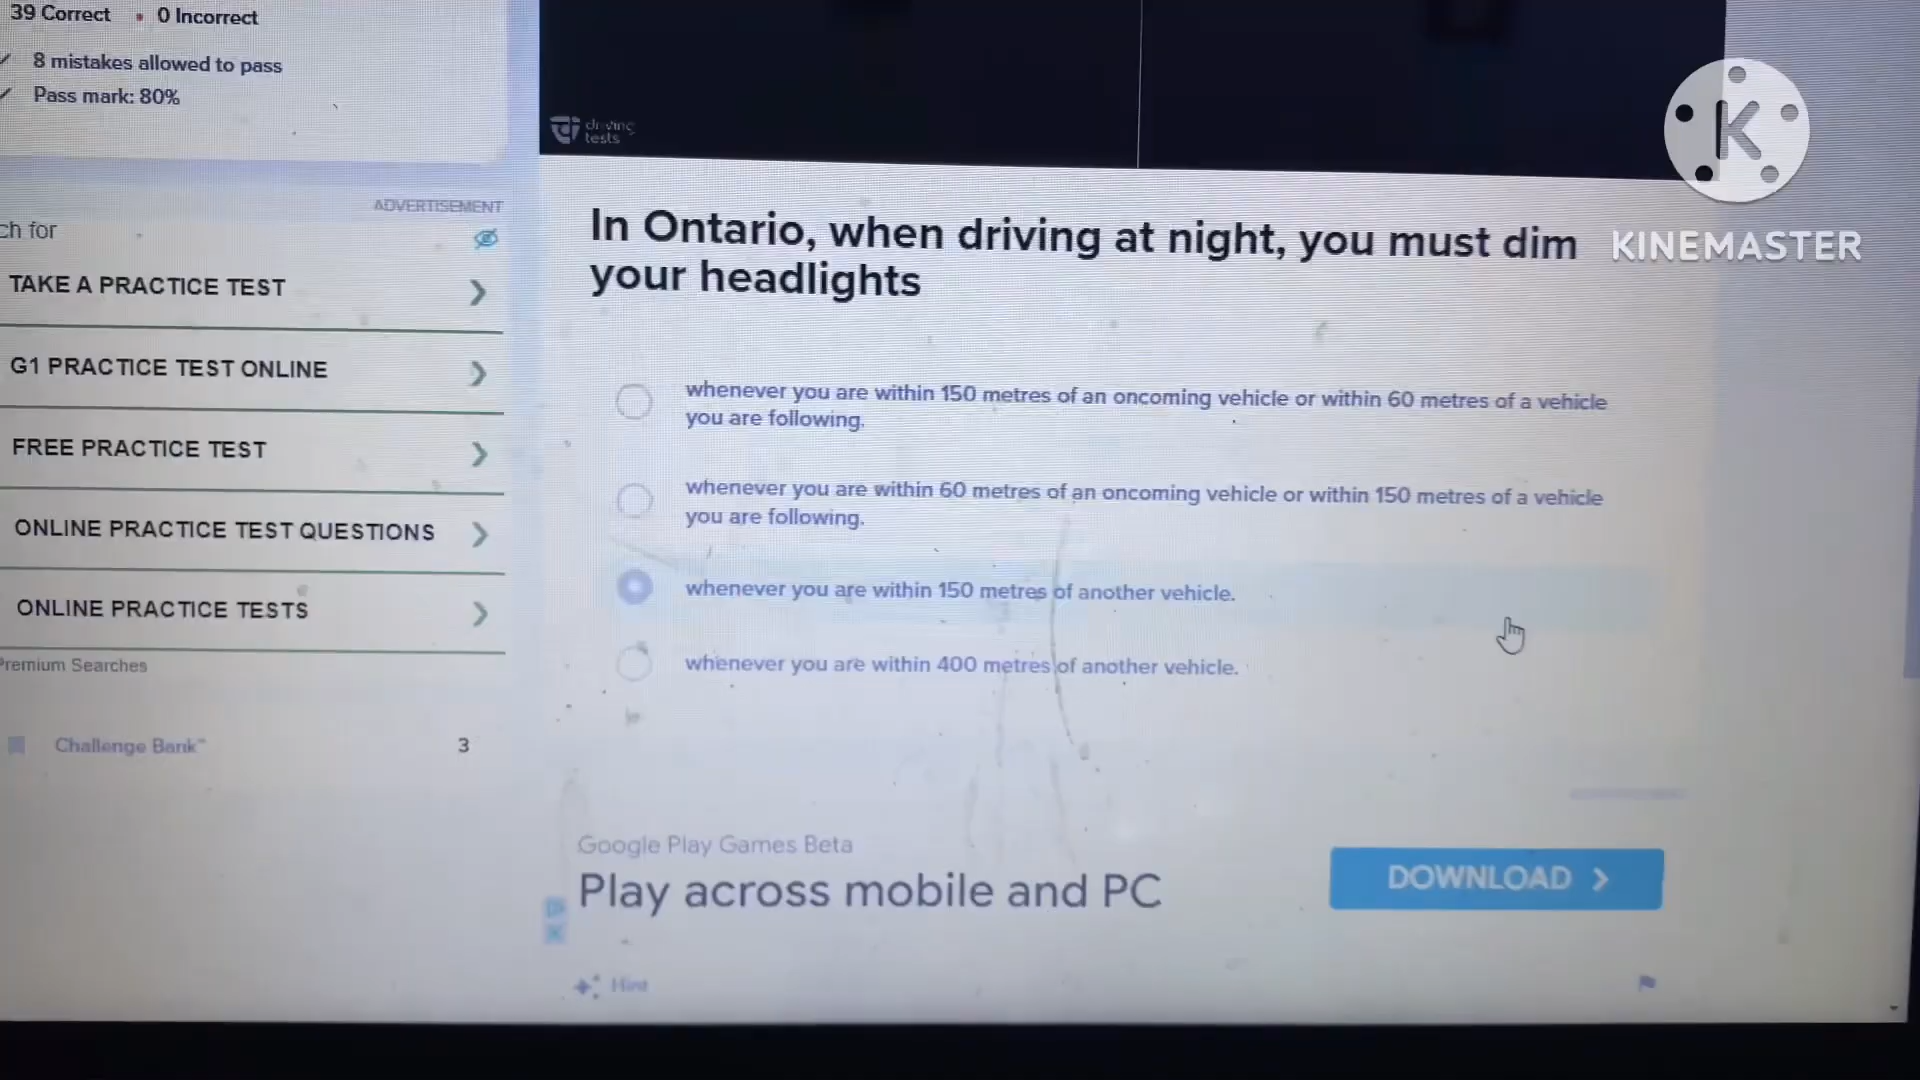 39 Correct • 0 Incorrect
8 mistakes allowed to pass
Pass mark: 80%
driving
tests
K
KINEMASTER
ADVERTISEMENT
ch for
TAKE A PRACTICE TEST
G1 PRACTICE TEST ONLINE
FREE PRACTICE TEST
ONLINE PRACTICE TEST QUESTIONS
ONLINE PRACTICE TESTS
Premium Searches
Challenge Bank™ 3
In Ontario, when driving at night, you must dim
your headlights
whenever you are within 150 metres of an oncoming vehicle or within 60 metres of a vehicle
you are following.
whenever you are within 60 metres of an oncoming vehicle or within 150 metres of a vehicle
you are following.
whenever you are within 150 metres of another vehicle.
whenever you are within 400 metres of another vehicle.
Google Play Games Beta
Play across mobile and PC
DOWNLOAD
Hint